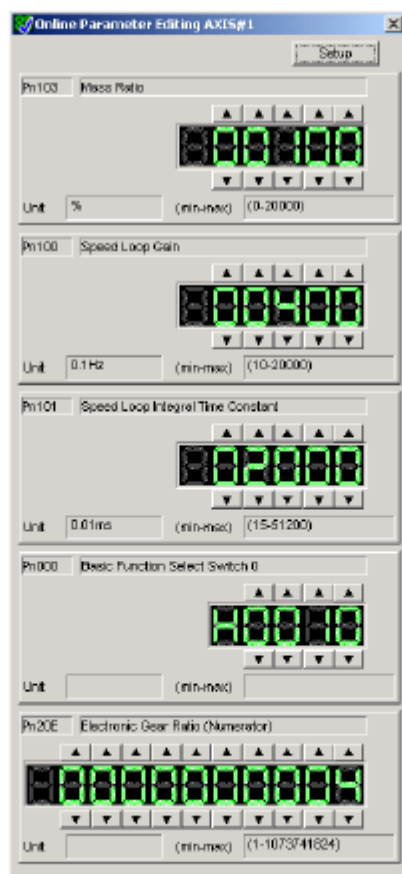 Online Parameter Editing AXIS#1
Setup
Pn103 Mass Ratio
00100
Unit % (min-max) (0-20000)
Pn100 Speed Loop Gain
00400
Unit 0.1Hz (min-max) (10-20000)
Pn101 Speed Loop Integral Time Constant
02000
Unit 0.01ms (min-max) (15-51200)
Pn000 Basic Function Select Switch 0
H0010
Unit (min-max)
Pn20E Electronic Gear Ratio (Numerator)
0000000004
Unit (min-max) (1-1073741824)